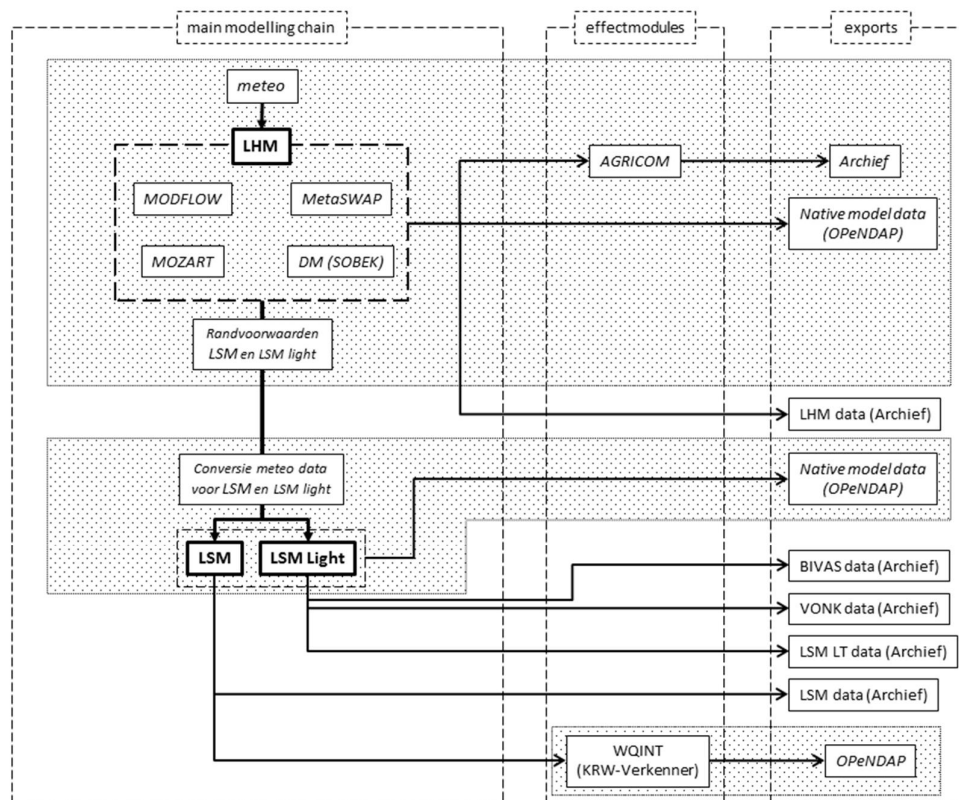 main modelling chain
effectmodules
exports
meteo
LHM
MODFLOW
MetaSWAP
MOZART
DM (SOBEK)
AGRICOM
Archief
Native model data
(OPeNDAP)
Randvoorwaarden
LSM en LSM light
LHM data (Archief)
Conversie meteo data
voor LSM en LSM light
Native model data
(OPeNDAP)
LSM
LSM Light
BIVAS data (Archief)
VONK data (Archief)
LSM LT data (Archief)
LSM data (Archief)
WQINT
(KRW-Verkenner)
OPeNDAP